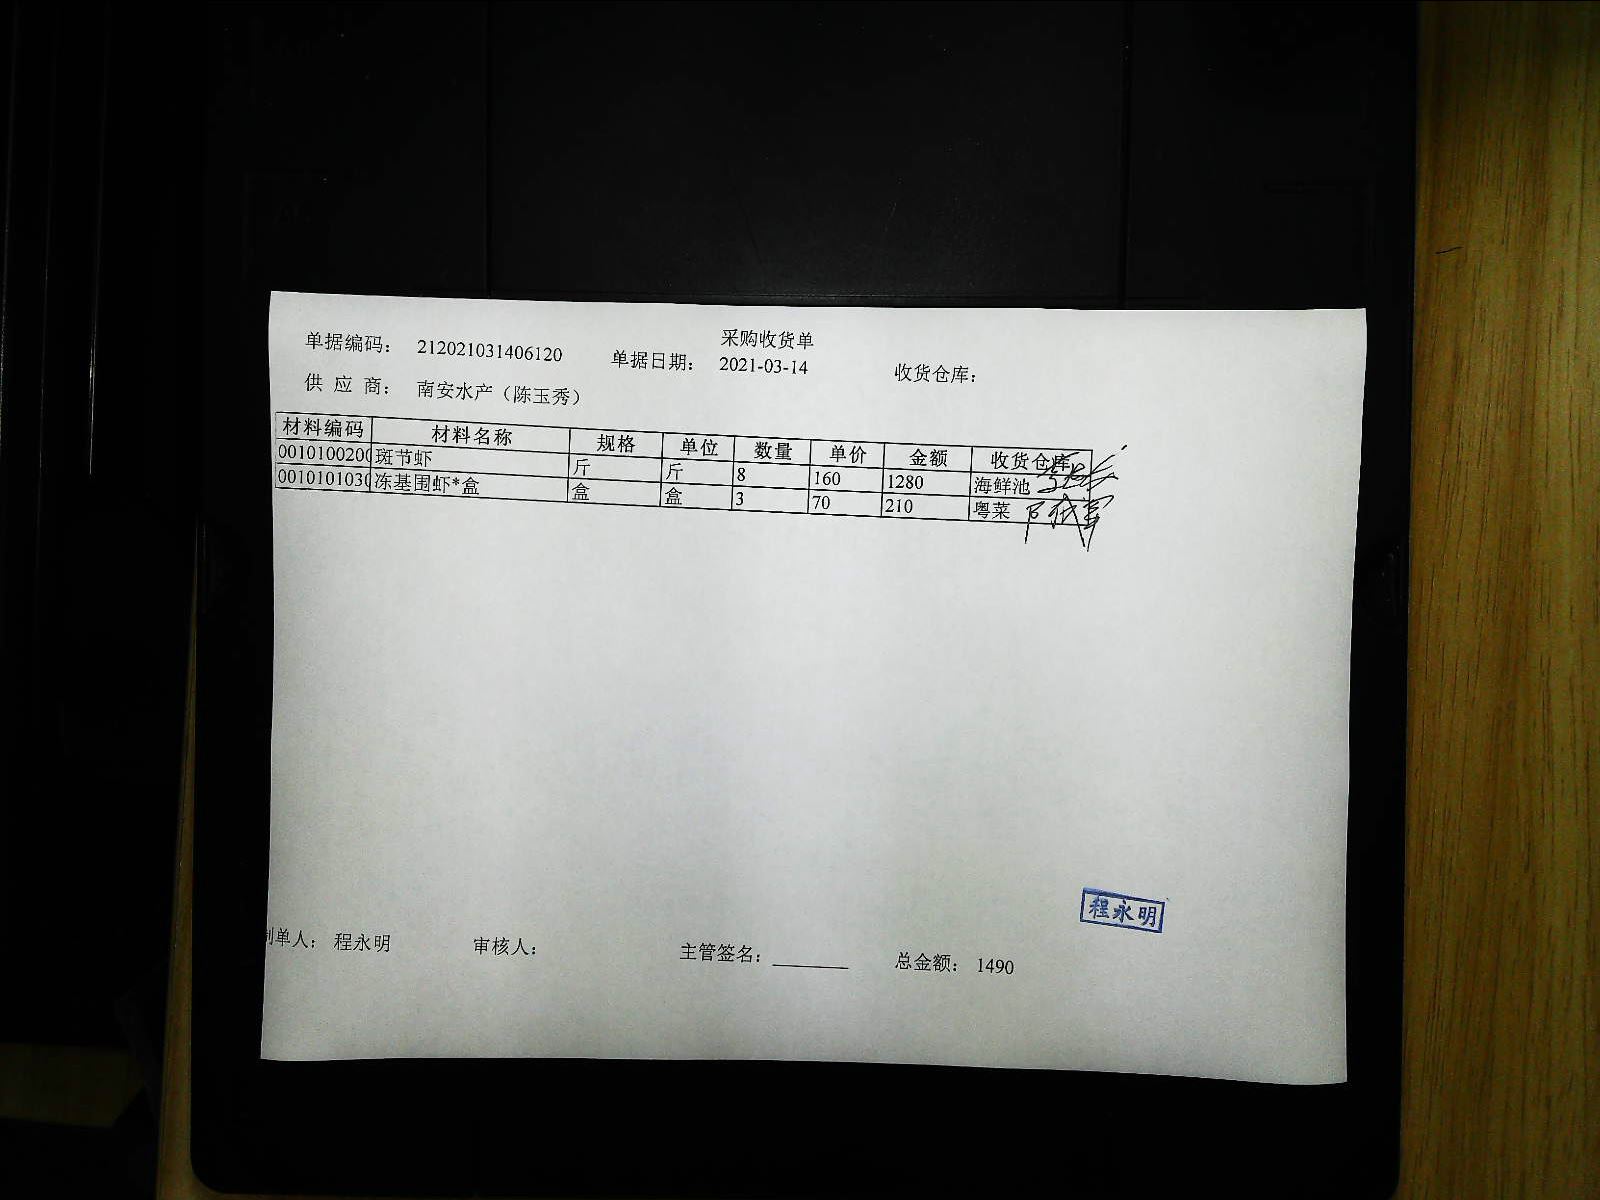 采购收货单
单据编码： 212021031406120 单据日期： 2021-03-14 收货仓库：
供 应 商： 南安水产（陈玉秀）
材料编码 材料名称 规格 单位 数量 单价 金额 收货仓库
0010100200 斑节虾 斤 斤 8 160 1280 海鲜池
0010101030 冻基围虾*盒 盒 盒 3 70 210 粤菜
程永明
制单人： 程永明 审核人： 主管签名： ________ 总金额： 1490